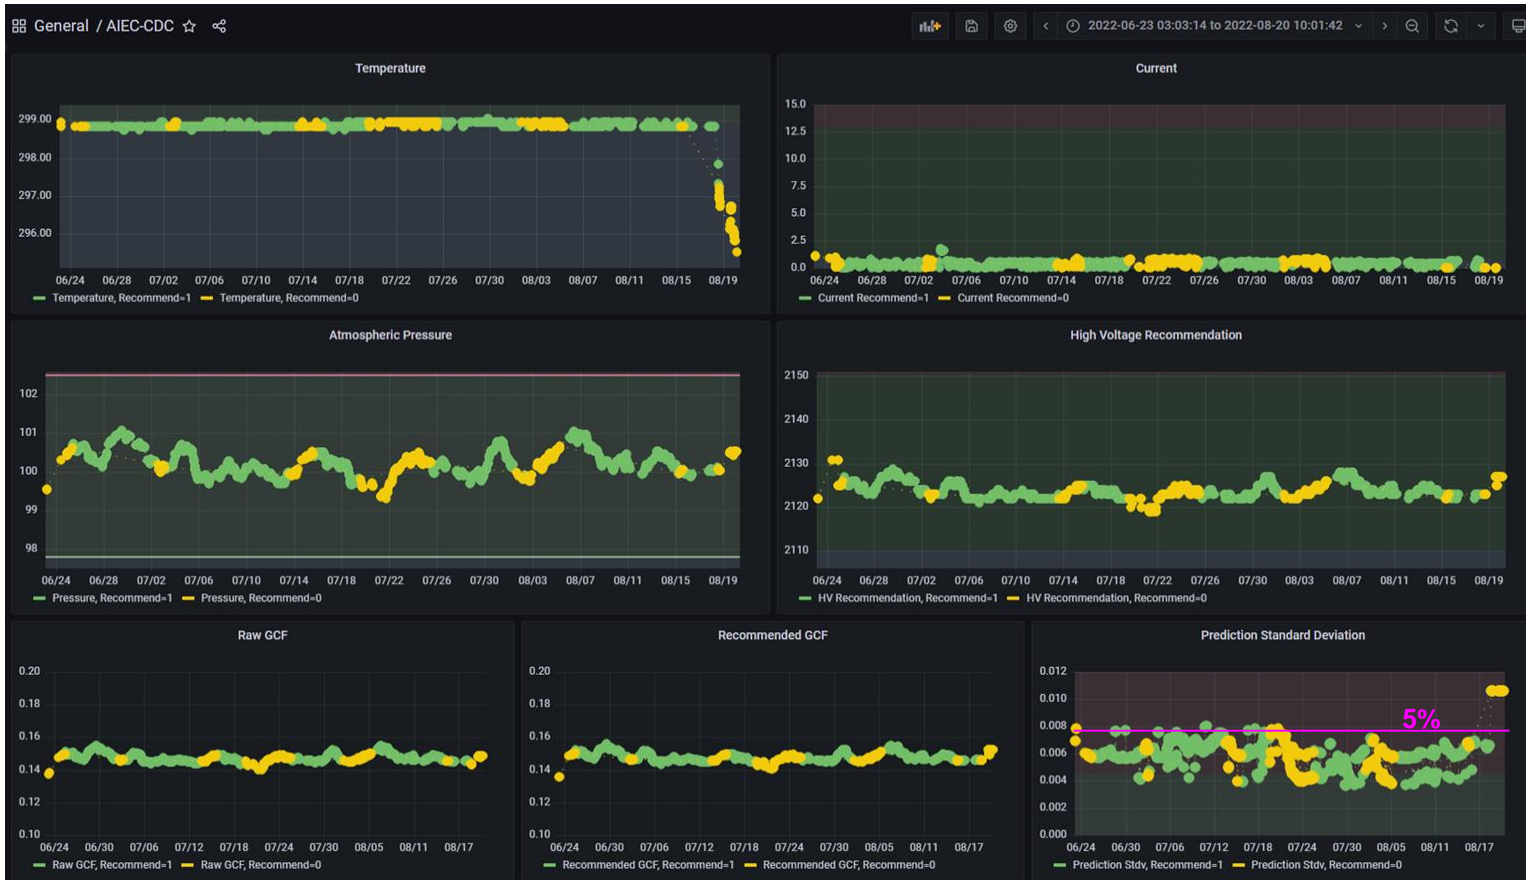 General / AIEC-CDC
2022-06-23 03:03:14 to 2022-08-20 10:01:42
Temperature
299.00
298.00
297.00
296.00
06/24 06/28 07/02 07/06 07/10 07/14 07/18 07/22 07/26 07/30 08/03 08/07 08/11 08/15 08/19
Temperature, Recommend=1 Temperature, Recommend=0
Current
15.0
12.5
10.0
7.5
5.0
2.5
0.0
06/24 06/28 07/02 07/06 07/10 07/14 07/18 07/22 07/26 07/30 08/03 08/07 08/11 08/15 08/19
Current Recommend=1 Current Recommend=0
Atmospheric Pressure
102
101
100
99
98
06/24 06/28 07/02 07/06 07/10 07/14 07/18 07/22 07/26 07/30 08/03 08/07 08/11 08/15 08/19
Pressure, Recommend=1 Pressure, Recommend=0
High Voltage Recommendation
2150
2140
2130
2120
2110
06/24 06/28 07/02 07/06 07/10 07/14 07/18 07/22 07/26 07/30 08/03 08/07 08/11 08/15 08/19
HV Recommendation, Recommend=1 HV Recommendation, Recommend=0
Raw GCF
0.20
0.18
0.16
0.14
0.12
0.10
06/24 06/30 07/06 07/12 07/18 07/24 07/30 08/05 08/11 08/17
Raw GCF, Recommend=1 Raw GCF, Recommend=0
Recommended GCF
0.20
0.18
0.16
0.14
0.12
0.10
06/24 06/30 07/06 07/12 07/18 07/24 07/30 08/05 08/11 08/17
Recommended GCF, Recommend=1 Recommended GCF, Recommend=0
Prediction Standard Deviation
0.012
0.010
0.008
5%
0.006
0.004
0.002
0.000
06/24 06/30 07/06 07/12 07/18 07/24 07/30 08/05 08/11 08/17
Prediction Stdv, Recommend=1 Prediction Stdv, Recommend=0